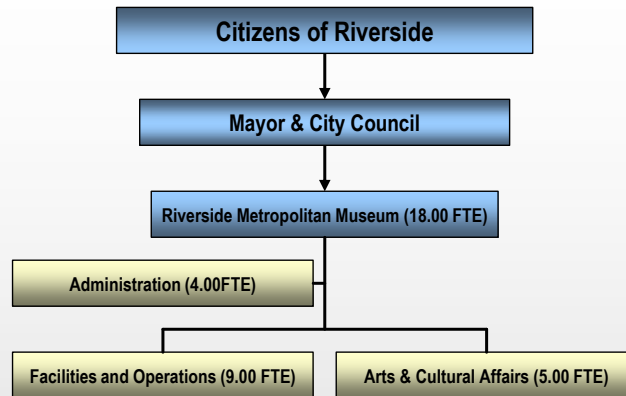 Citizens of Riverside
Mayor & City Council
Riverside Metropolitan Museum (18.00 FTE)
Administration (4.00FTE)
Facilities and Operations (9.00 FTE)
Arts & Cultural Affairs (5.00 FTE)